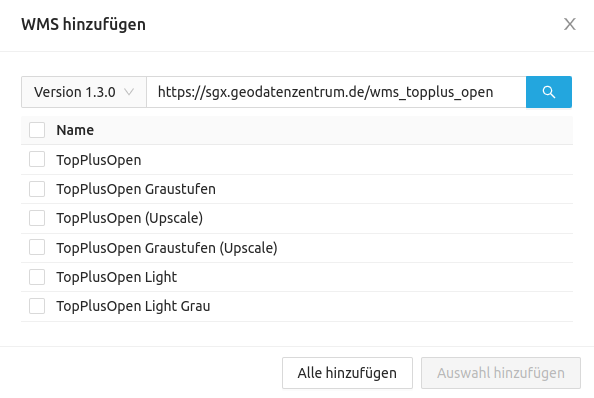 WMS hinzufügen
Version 1.3.0 https://sgx.geodatenzentrum.de/wms_topplus_open
Name
TopPlusOpen
TopPlusOpen Graustufen
TopPlusOpen (Upscale)
TopPlusOpen Graustufen (Upscale)
TopPlusOpen Light
TopPlusOpen Light Grau
Alle hinzufügen Auswahl hinzufügen